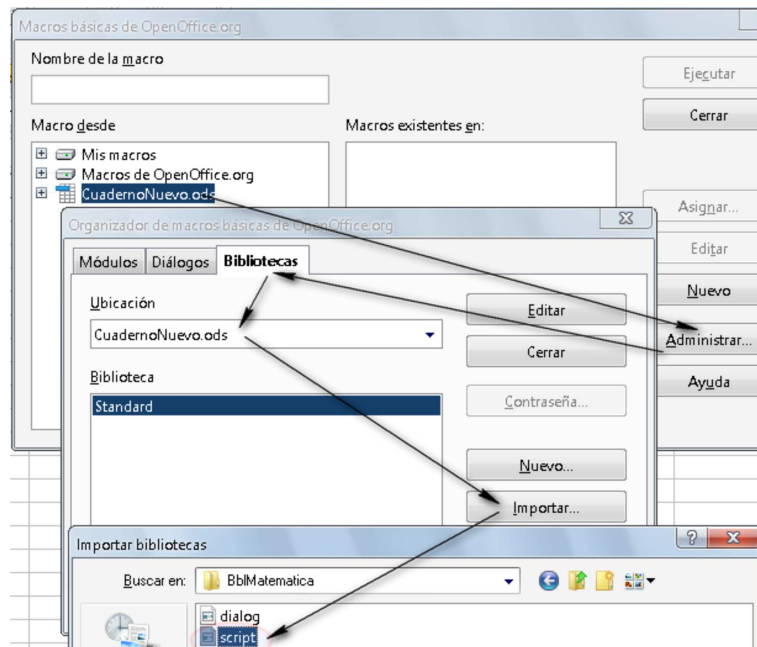 Macros básicas de OpenOffice.org
Nombre de la macro
Ejecutar
Cerrar
Macro desde
Macros existentes en:
Mis macros
Macros de OpenOffice.org
CuadernoNuevo.ods
Asignar...
Editar
Nuevo
Administrar...
Ayuda
Organizador de macros básicas de OpenOffice.org
Módulos Diálogos Bibliotecas
Ubicación
CuadernoNuevo.ods
Editar
Cerrar
Biblioteca
Standard
Contraseña...
Nuevo...
Importar...
Importar bibliotecas
Buscar en: BblMatematica
dialog
script